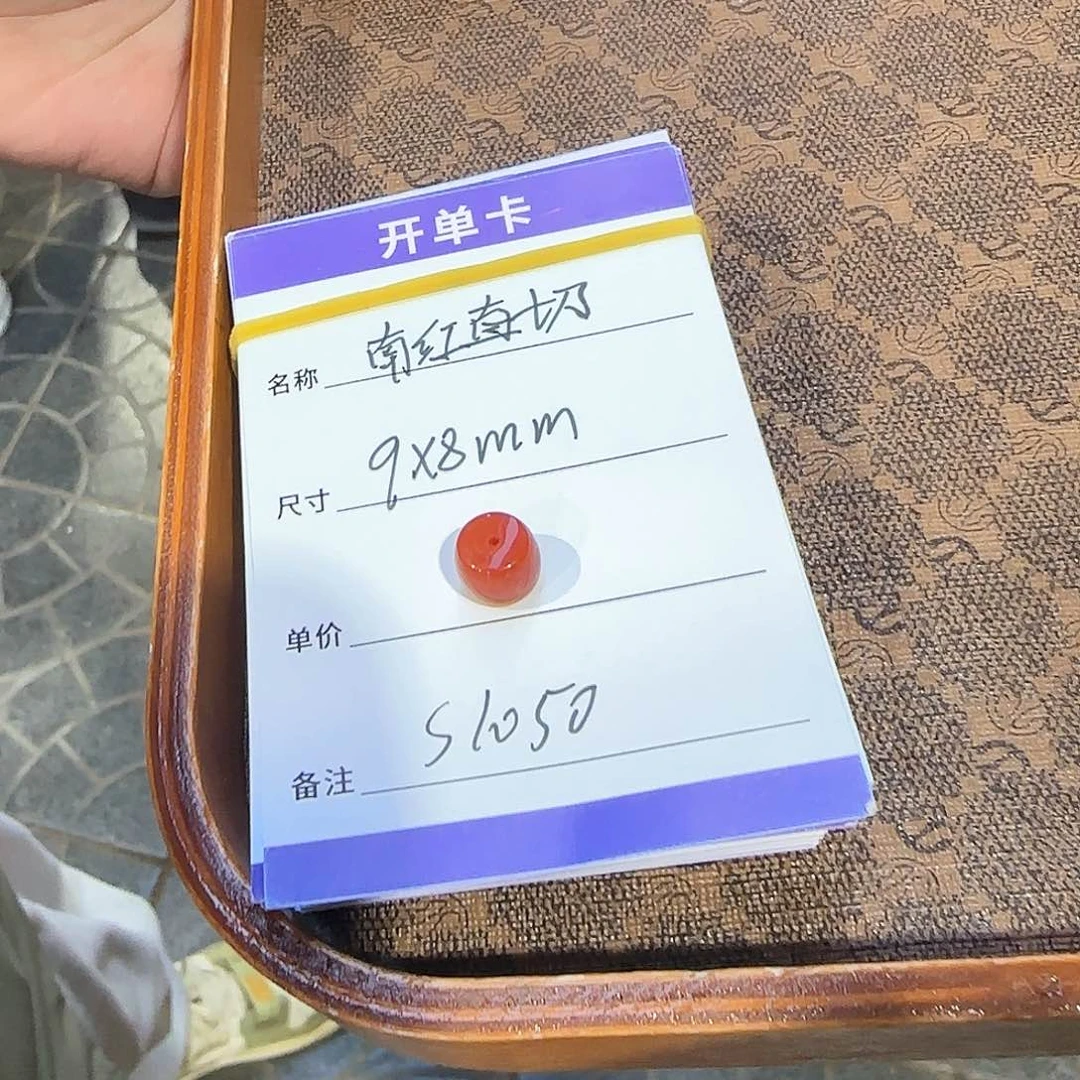 开单卡
名称 南红直切
尺寸 9x8mm
单价
备注 S1050